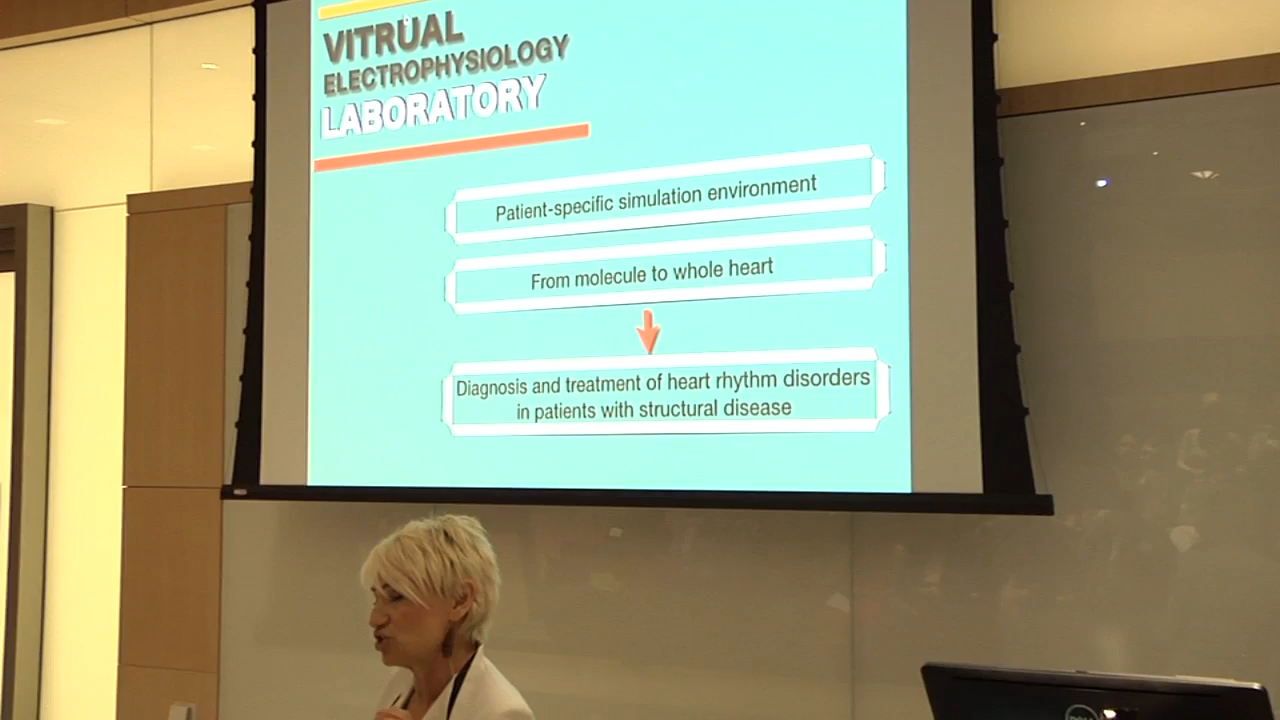 VITRUAL
ELECTROPHYSIOLOGY
LABORATORY
Patient-specific simulation environment
From molecule to whole heart
Diagnosis and treatment of heart rhythm disorders
in patients with structural disease
DELL